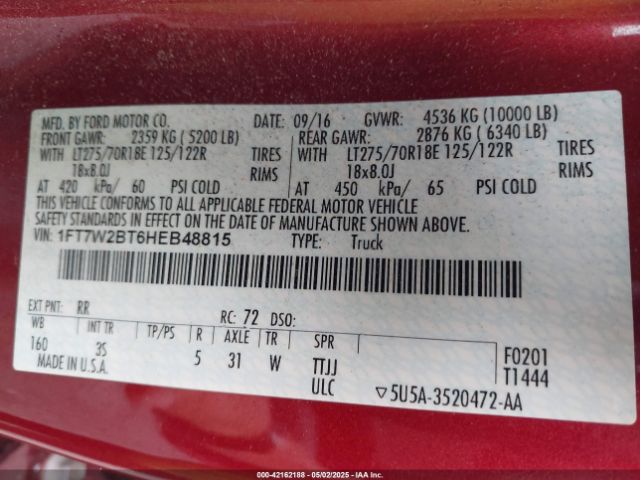 MFD. BY FORD MOTOR CO. DATE: 09/16 GVWR: 4536 KG (10000 LB)
FRONT GAWR: 2359 KG ( 5200 LB) REAR GAWR: 2876 KG ( 6340 LB)
WITH LT275/70R18E 125/122R TIRES WITH LT275/70R18E 125/122R TIRES
18x8.0J RIMS 18x8.0J RIMS
AT 420 kPa/ 60 PSI COLD AT 450 kPa/ 65 PSI COLD
THIS VEHICLE CONFORMS TO ALL APPLICABLE FEDERAL MOTOR VEHICLE
SAFETY STANDARDS IN EFFECT ON THE DATE OF MANUFACTURE SHOWN ABOVE.
VIN: 1FT7W2BT6HEB48815 TYPE: Truck
EXT PNT: RR RC: 72 DSO:
WB INT TR TP/PS R AXLE TR SPR
160 3S 5 31 W TTJJ F0201
MADE IN U.S.A. ULC T1444
▽5U5A-3520472-AA
000-42162188 - 05/02/2025 - COPYRIGHT IAA, LLC.